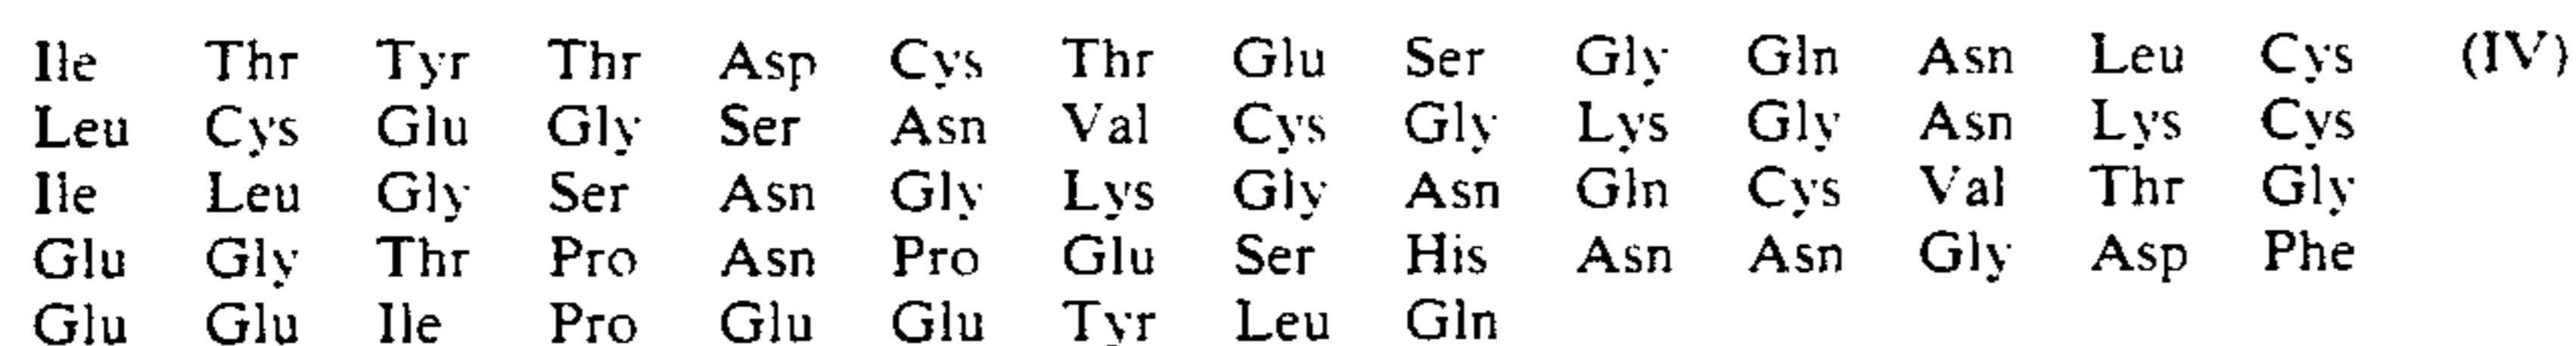 Ile Thr Tyr Thr Asp Cys Thr Glu Ser Gly Gln Asn Leu Cys (IV)
Leu Cys Glu Gly Ser Asn Val Cys Gly Lys Gly Asn Lys Cys
Ile Leu Gly Ser Asn Gly Lys Gly Asn Gln Cys Val Thr Gly
Glu Gly Thr Pro Asn Pro Glu Ser His Asn Asn Gly Asp Phe
Glu Glu Ile Pro Glu Glu Tyr Leu Gln